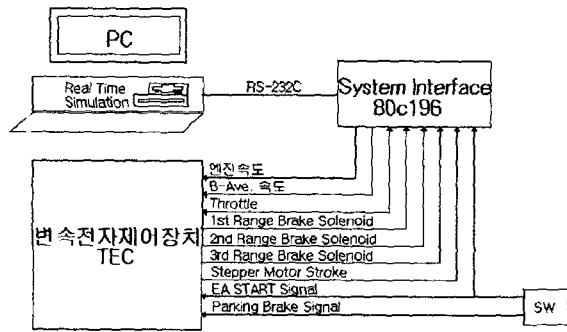 PC
Real Time
Simulation
RS-232C
System Interface
80c196
엔진속도
B-Ave. 속도
Throttle
1st Range Brake Solenoid
2nd Range Brake Solenoid
3rd Range Brake Solenoid
Stepper Motor Stroke
EA START Signal
Parking Brake Signal
변속전자제어장치
TEC
SW